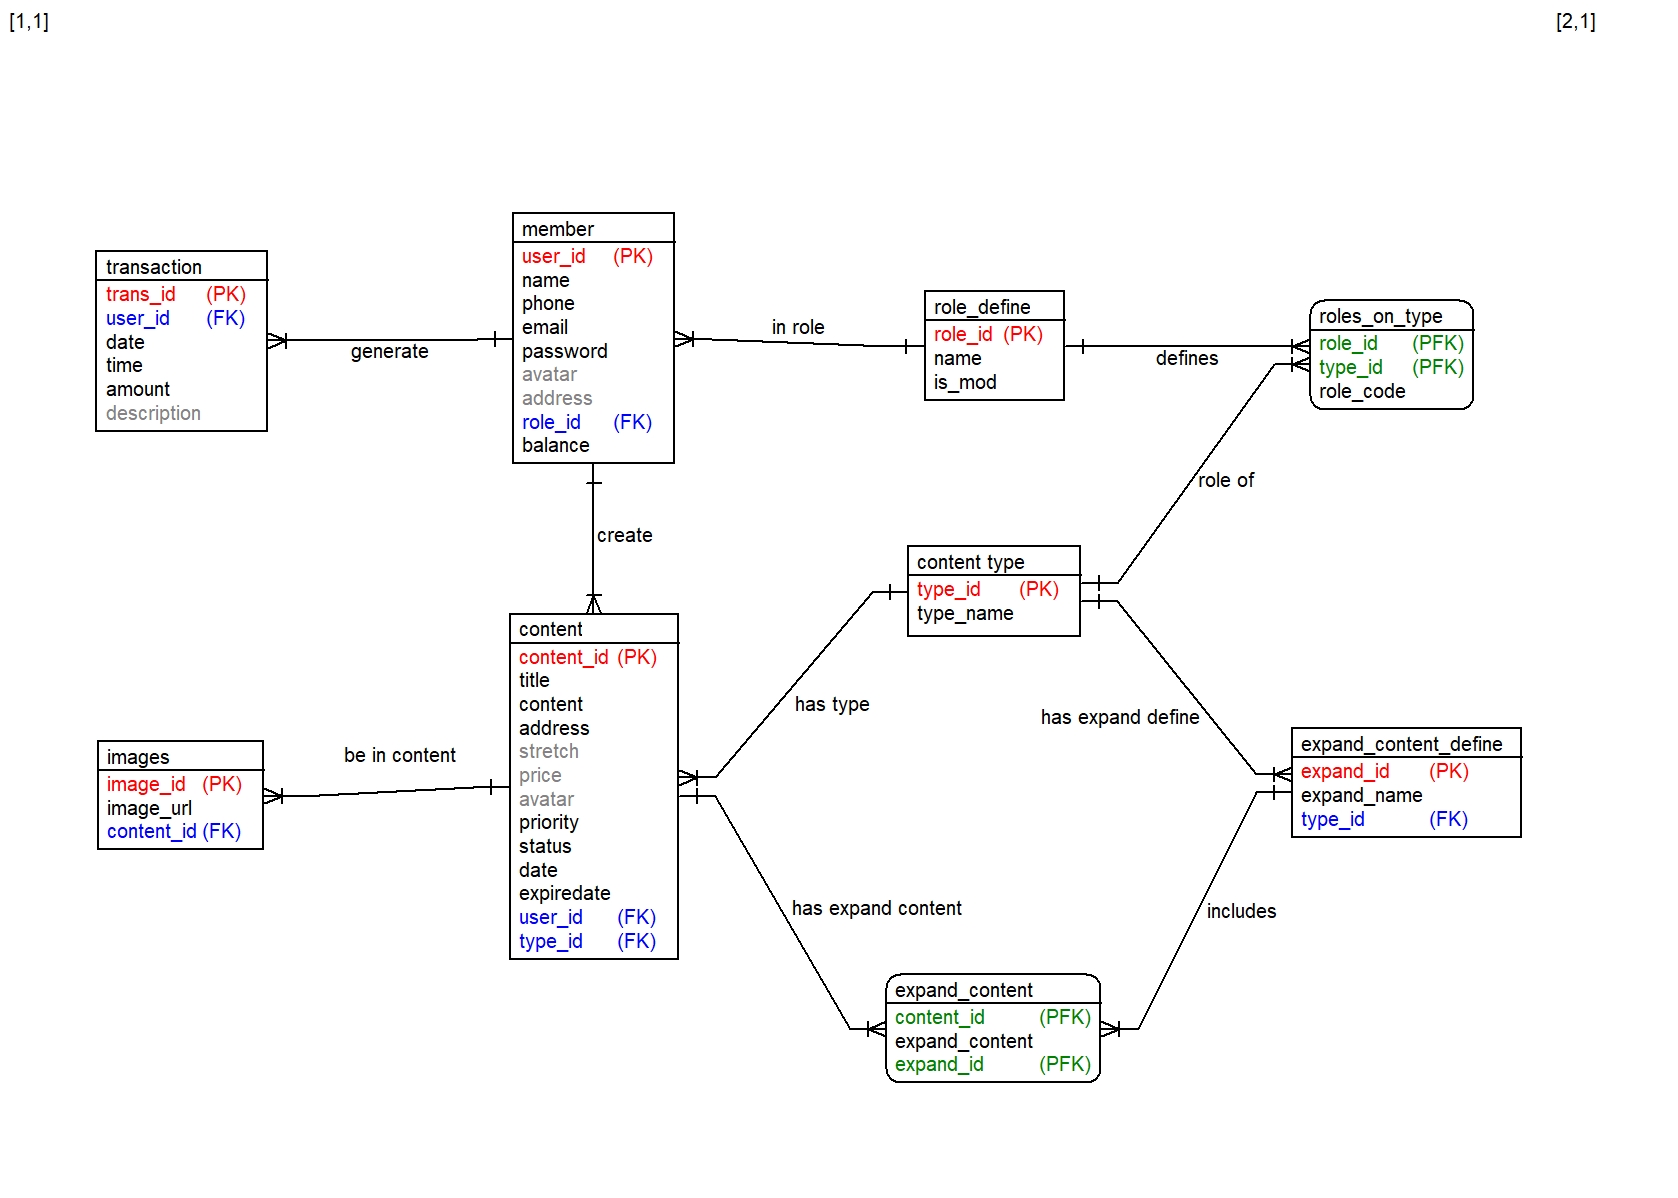 [1,1]
[2,1]
member
user_id (PK)
name
phone
email
password
avatar
address
role_id (FK)
balance
transaction
trans_id (PK)
user_id (FK)
date
time
amount
description
generate
in role
role_define
role_id (PK)
name
is_mod
defines
roles_on_type
role_id (PFK)
type_id (PFK)
role_code
role of
create
content type
type_id (PK)
type_name
content
content_id (PK)
title
content
address
stretch
price
avatar
priority
status
date
expiredate
user_id (FK)
type_id (FK)
has type
has expand define
images
image_id (PK)
image_url
content_id (FK)
be in content
expand_content_define
expand_id (PK)
expand_name
type_id (FK)
has expand content
includes
expand_content
content_id (PFK)
expand_content
expand_id (PFK)